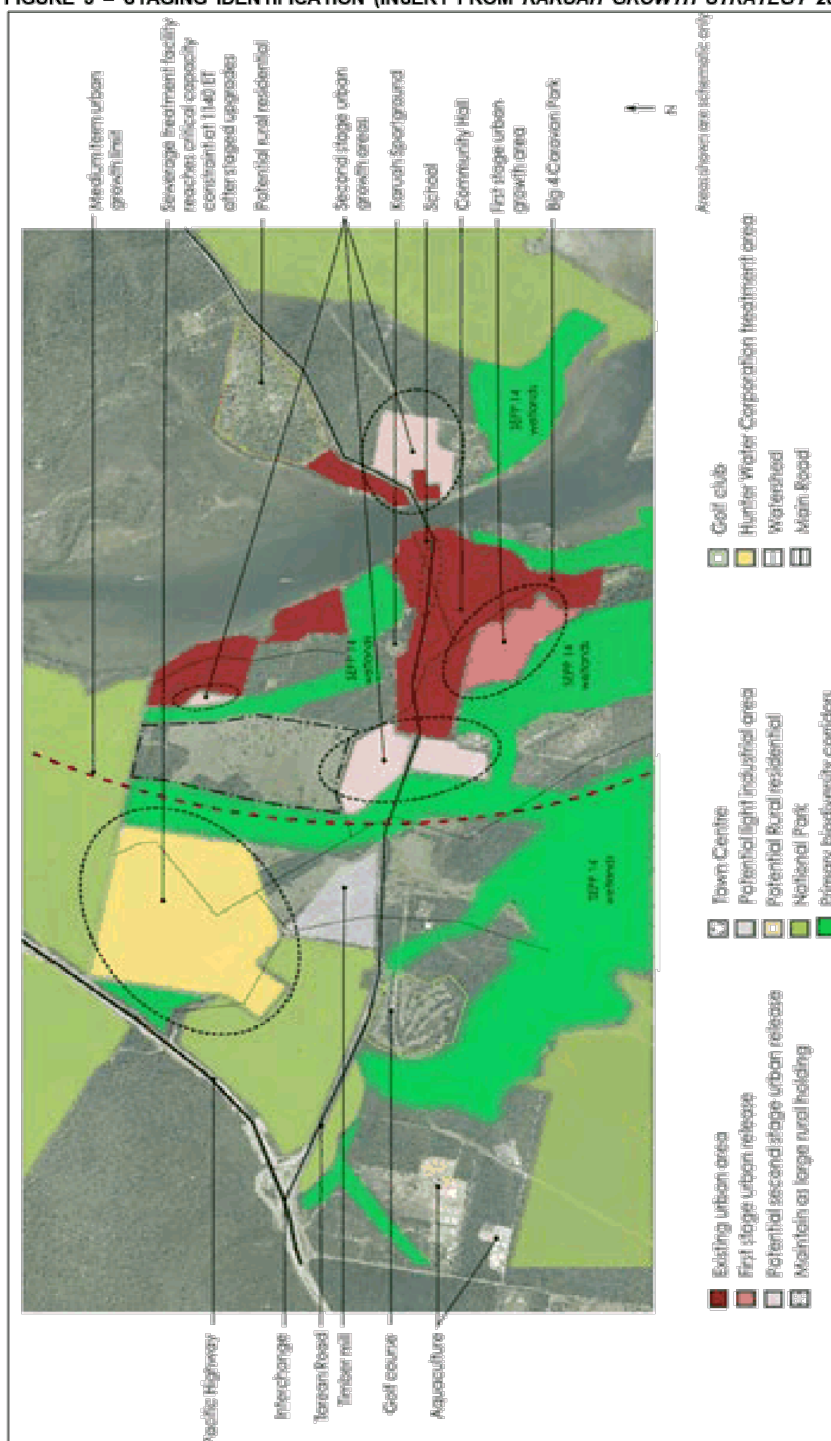 FIGURE 3 – STAGING IDENTIFICATION (INSERT FROM KARUAH GROWTH STRATEGY
Medium term urban
growth limit
Sewerage treatment facility
reaches critical capacity
constraint at 1140 ET
after staged upgrades
Potential rural residential
Second stage urban
growth areas
Karuah Sportground
School
Community Hall
First stage urban
growth area
Big 4 Caravan Park
SEPP 14
wetlands
SEPP 14
wetlands
SEPP 14
wetlands
SEPP 14
wetlands
Pacific Highway
Interchange
Tarean Road
Timber mill
Golf course
Aquaculture
N
Areas shown are schematic only
Existing urban area
First stage urban release
Potential second stage urban release
Maintain as large rural holding
Town Centre
Potential light industrial area
Potential Rural residential
National Park
Primary biodiversity corridors
Golf club
Hunter Water Corporation treatment area
Watershed
Main Road